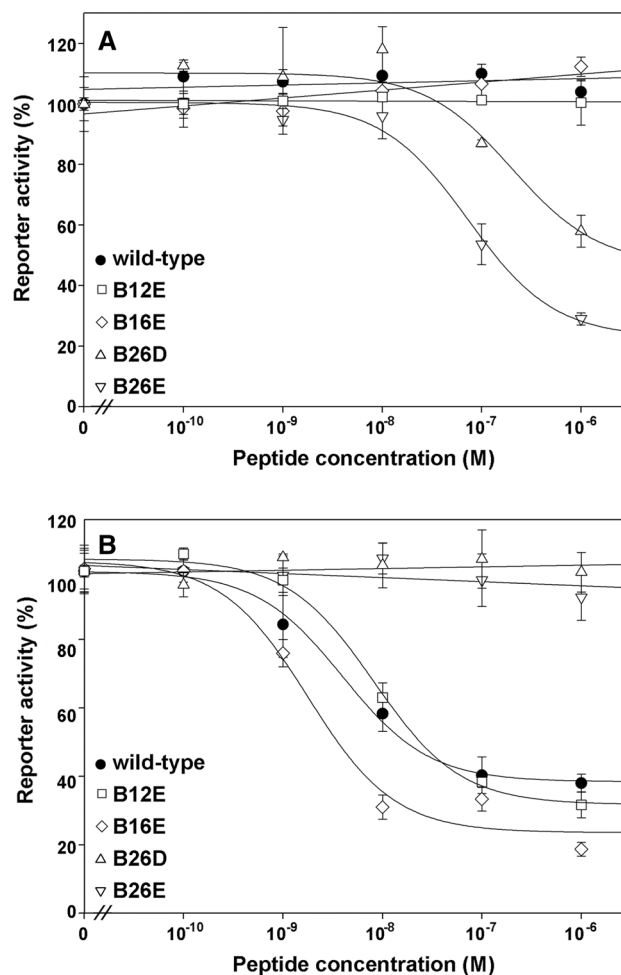 A
120
100
80
60
40
20
0
Reporter activity (%)
wild-type
B12E
B16E
B26D
B26E
0 10-10 10-9 10-8 10-7 10-6
Peptide concentration (M)
B
120
100
80
60
40
20
0
Reporter activity (%)
wild-type
B12E
B16E
B26D
B26E
0 10-10 10-9 10-8 10-7 10-6
Peptide concentration (M)